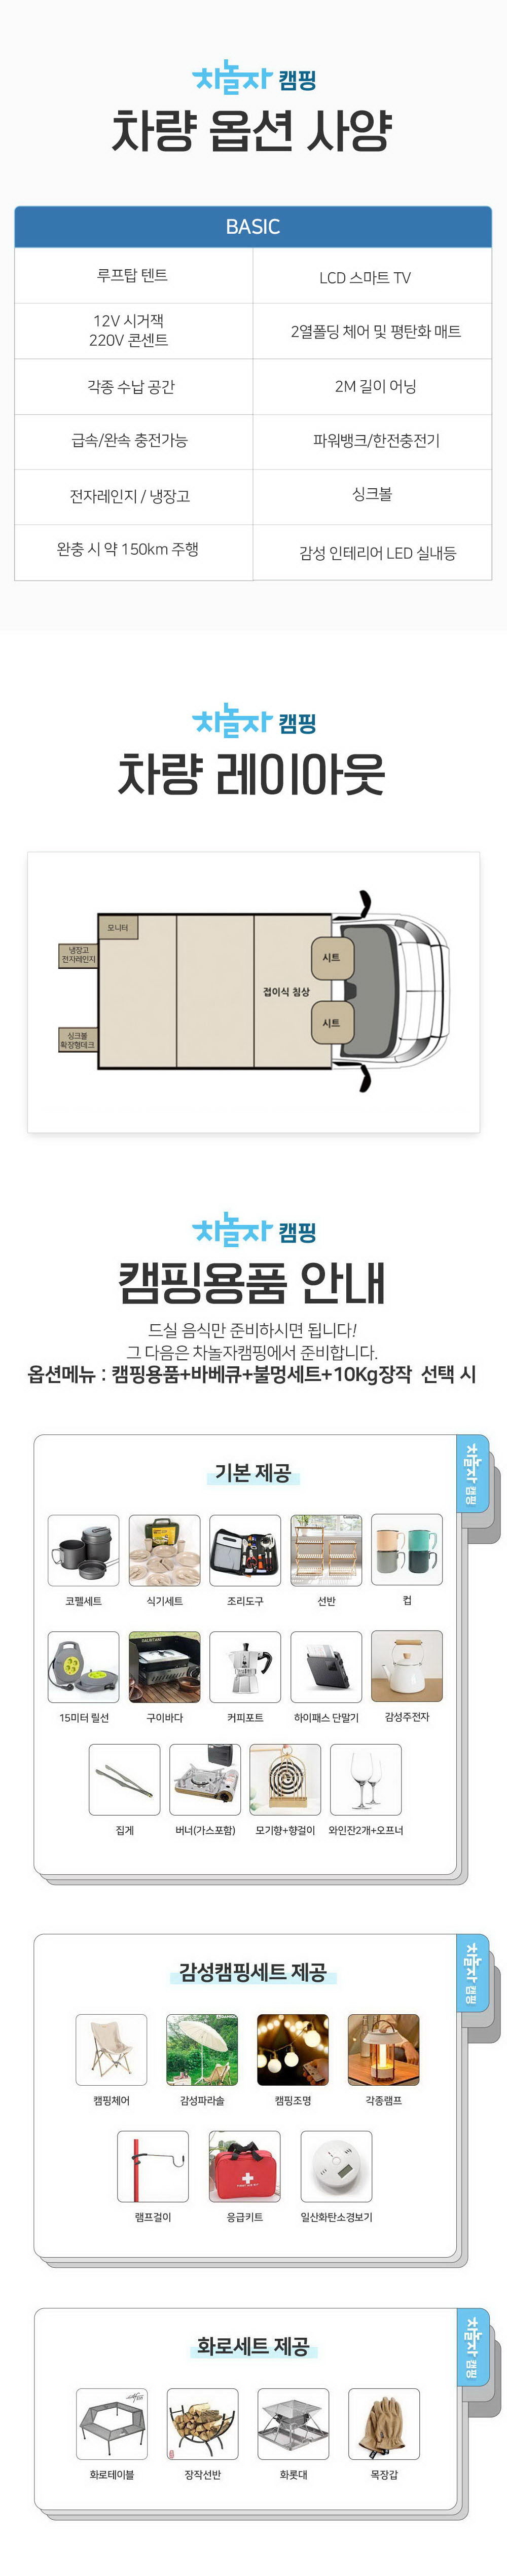 차놀자 캠핑
차량 옵션 사양
BASIC
루프탑 텐트
LCD 스마트 TV
12V 시거잭
220V 콘센트
2열폴딩 체어 및 평탄화 매트
각종 수납 공간
2M 길이 어닝
급속/완속 충전가능
파워뱅크/한전충전기
전자레인지 / 냉장고
싱크볼
완충 시 약 150km 주행
감성 인테리어 LED 실내등
차놀자 캠핑
차량 레이아웃
모니터
냉장고
전자레인지
시트
접이식 침상
시트
싱크볼
확장형테크
차놀자 캠핑
캠핑용품 안내
드실 음식만 준비하시면 됩니다!
그 다음은 차놀자캠핑에서 준비합니다.
옵션메뉴 : 캠핑용품+바베큐+불멍세트+10Kg장작 선택 시
차놀자 캠핑
기본 제공
코펠세트
식기세트
조리도구
선반
컵
15미터 릴선
구이바다
커피포트
하이패스 단말기
감성주전자
집게
버너(가스포함)
모기향+향걸이
와인잔2개+오프너
차놀자 캠핑
감성캠핑세트 제공
캠핑체어
감성파라솔
캠핑조명
각종램프
램프걸이
응급키트
일산화탄소경보기
차놀자 캠핑
화로세트 제공
화로테이블
장작선반
화롯대
목장갑